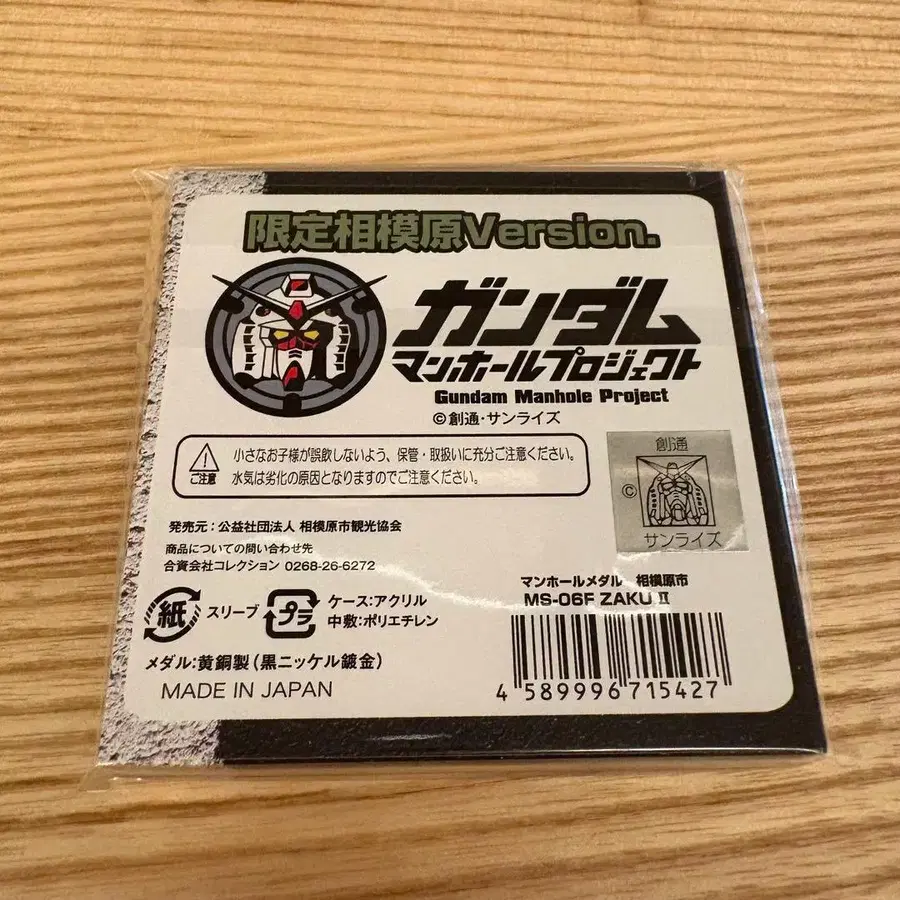 限定相模原Version.
ガンダム
マンホールプロジェクト
Gundam Manhole Project
©創通・サンライズ
ご注意
小さなお子様が誤飲しないよう、保管・取扱いに充分ご注意ください。
水気は劣化の原因となりますのでご注意ください。
創通
©
サンライズ
発売元：公益社団法人 相模原市観光協会
商品についての問い合わせ先
合資会社コレクション 0268-26-6272
紙
スリーブ
プラ
ケース：アクリル
中敷：ポリエチレン
メダル：黄銅製（黒ニッケル鍍金）
MADE IN JAPAN
マンホールメダル 相模原市
MS-06F ZAKU II
4 589996 715427